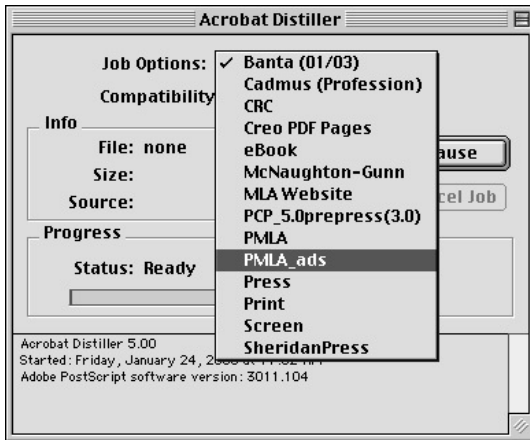 Acrobat Distiller
Job Options: ✓ Banta (01/03)
Cadmus (Profession)
Compatibility
CRC
Creo PDF Pages
eBook
McNaughton-Gunn
MLA Website
PCP_5.0prepress(3.0)
PMLA
PMLA_ads
Press
Print
Screen
SheridanPress
Info
File: none
Size:
Source:
ause
cel Job
Progress
Status: Ready
Acrobat Distiller 5.00
Started: Friday, January 24, 2
Adobe PostScript software version: 3011.104